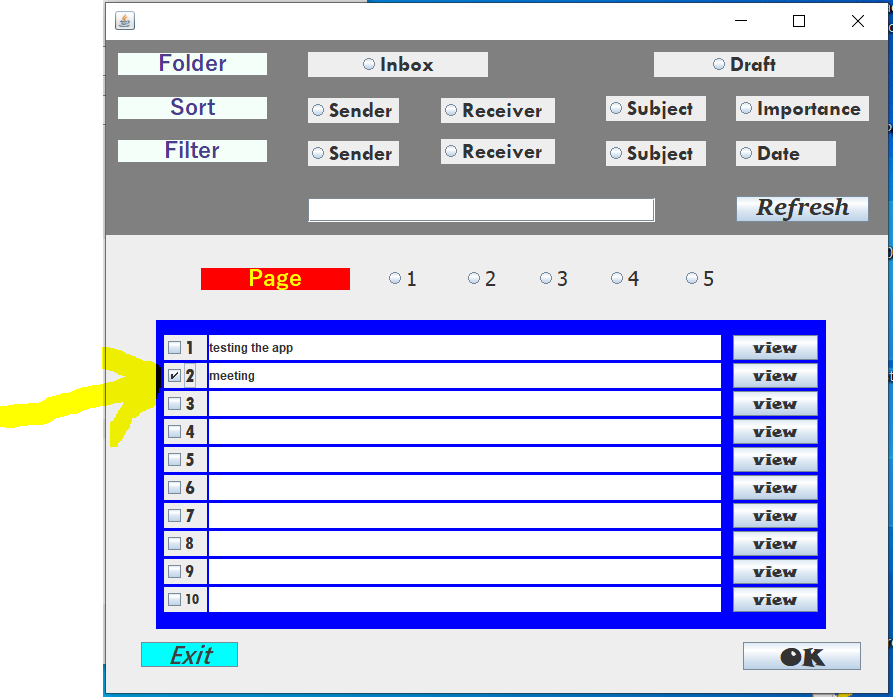 Folder Inbox Draft
Sort Sender Receiver Subject Importance
Filter Sender Receiver Subject Date
Refresh
Page 1 2 3 4 5
1 testing the app view
2 meeting view
3 view
4 view
5 view
6 view
7 view
8 view
9 view
10 view
Exit OK